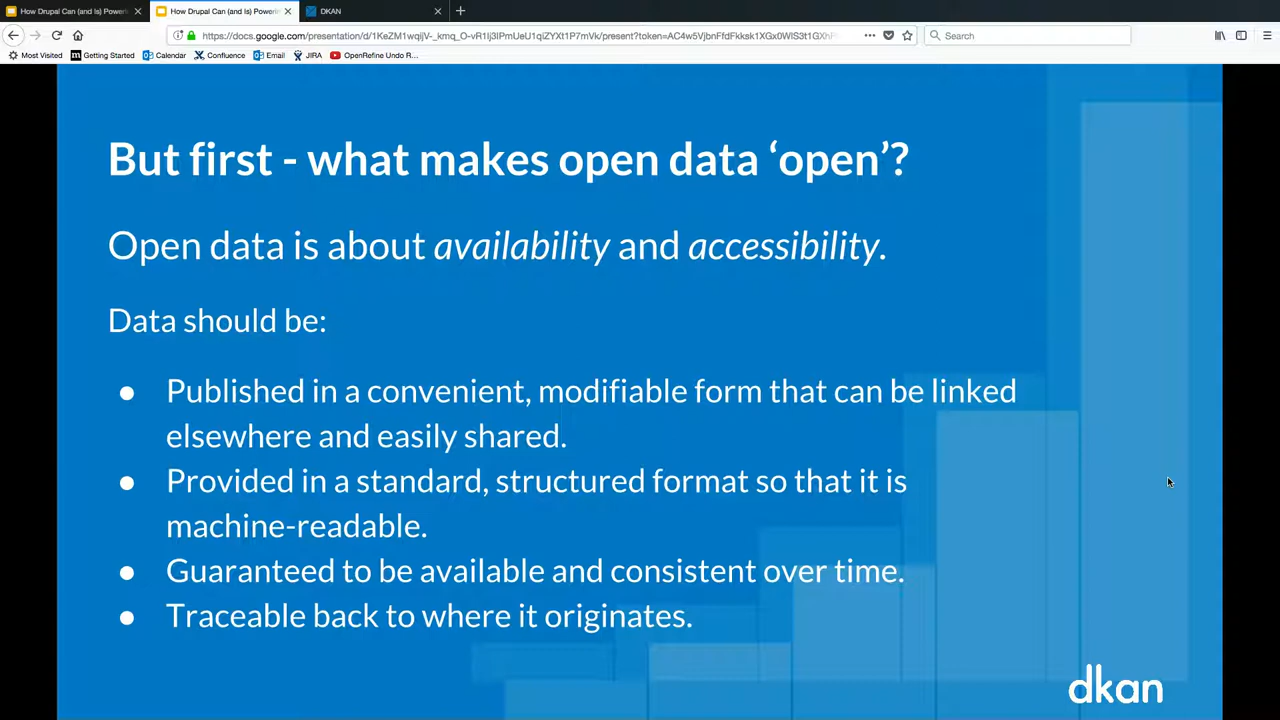 How Drupal Can (and Is) Poweri
How Drupal Can (and Is) Powerin
DKAN
Search
Most Visited
Getting Started
Calendar
Confluence
Email
JIRA
OpenRefine Undo R...
But first - what makes open data ‘open’?
Open data is about availability and accessibility.
Data should be:
● Published in a convenient, modifiable form that can be linked
elsewhere and easily shared.
● Provided in a standard, structured format so that it is
machine-readable.
● Guaranteed to be available and consistent over time.
● Traceable back to where it originates.
dkan